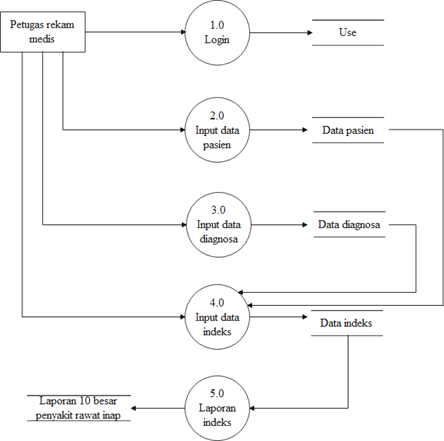 Petugas rekam
medis
1.0
Login
Use
2.0
Input data
pasien
Data pasien
3.0
Input data
diagnosa
Data diagnosa
4.0
Input data
indeks
Data indeks
5.0
Laporan
indeks
Laporan 10 besar
penyakit rawat inap